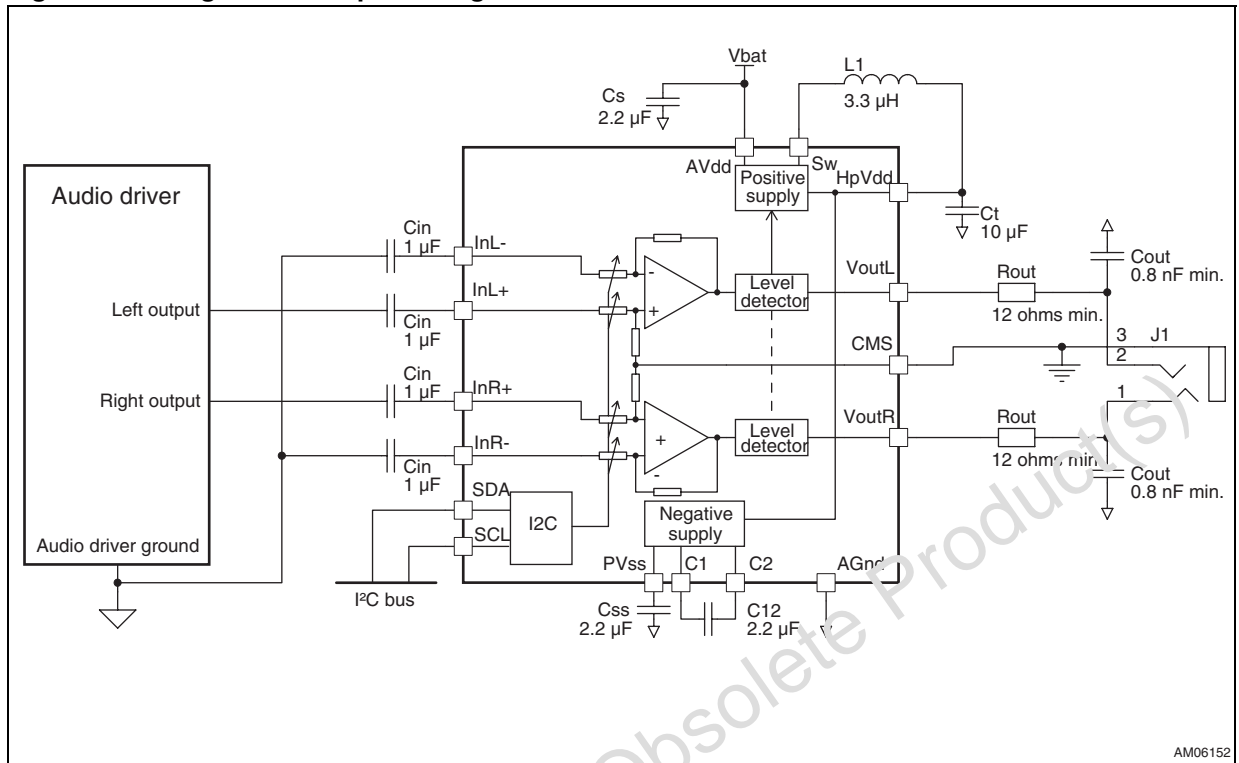 Vbat
L1
3.3 µH
Cs
2.2 µF
AVdd
Sw
HpVdd
Positive
supply
Ct
10 µF
Audio driver
Cin
1 µF
InL-
-
Level
detector
VoutL
Rout
12 ohms min.
Cout
0.8 nF min.
Left output
InL+
+
Cin
1 µF
CMS
3
J1
2
1
Right output
Cin
1 µF
InR+
+
-
Level
detector
VoutR
Rout
12 ohms min.
Cout
0.8 nF min.
InR-
Cin
1 µF
SDA
SCL
I2C
Negative
supply
Audio driver ground
I²C bus
PVss
C1
C2
AGnd
Css
2.2 µF
C12
2.2 µF
Obsolete Product(s)
AM06152